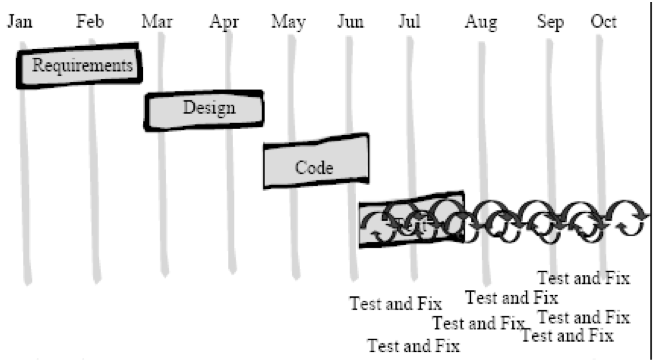 Jan Feb Mar Apr May Jun Jul Aug Sep Oct
Requirements
Design
Code
Test and Fix
Test and Fix
Test and Fix
Test and Fix
Test and Fix
Test and Fix
Test and Fix